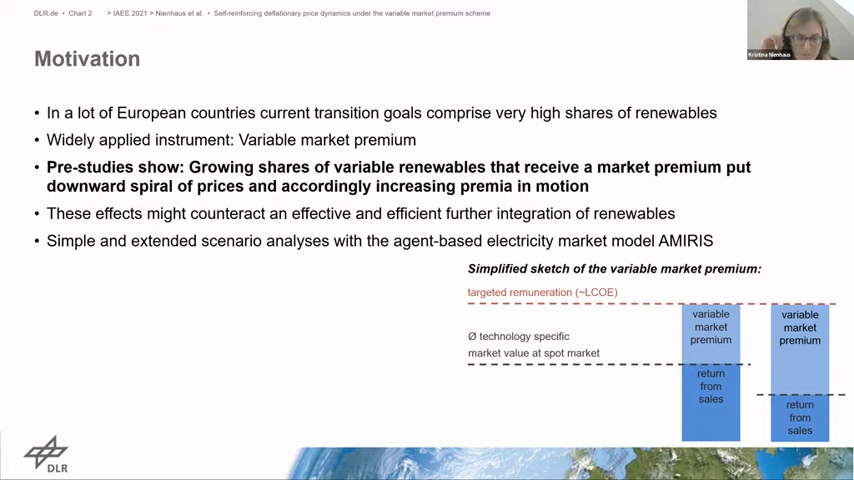 DLR.de • Chart 2 > IAEE 2021 > Nienhaus et al. • Self-reinforcing deflationary price dynamics under the variable market premium scheme
Kristina Nienhaus
Motivation
• In a lot of European countries current transition goals comprise very high shares of renewables
• Widely applied instrument: Variable market premium
• Pre-studies show: Growing shares of variable renewables that receive a market premium put
downward spiral of prices and accordingly increasing premia in motion
• These effects might counteract an effective and efficient further integration of renewables
• Simple and extended scenario analyses with the agent-based electricity market model AMIRIS
Simplified sketch of the variable market premium:
targeted remuneration (~LCOE)
Ø technology specific
market value at spot market
variable
market
premium
return
from
sales
variable
market
premium
return
from
sales
DLR